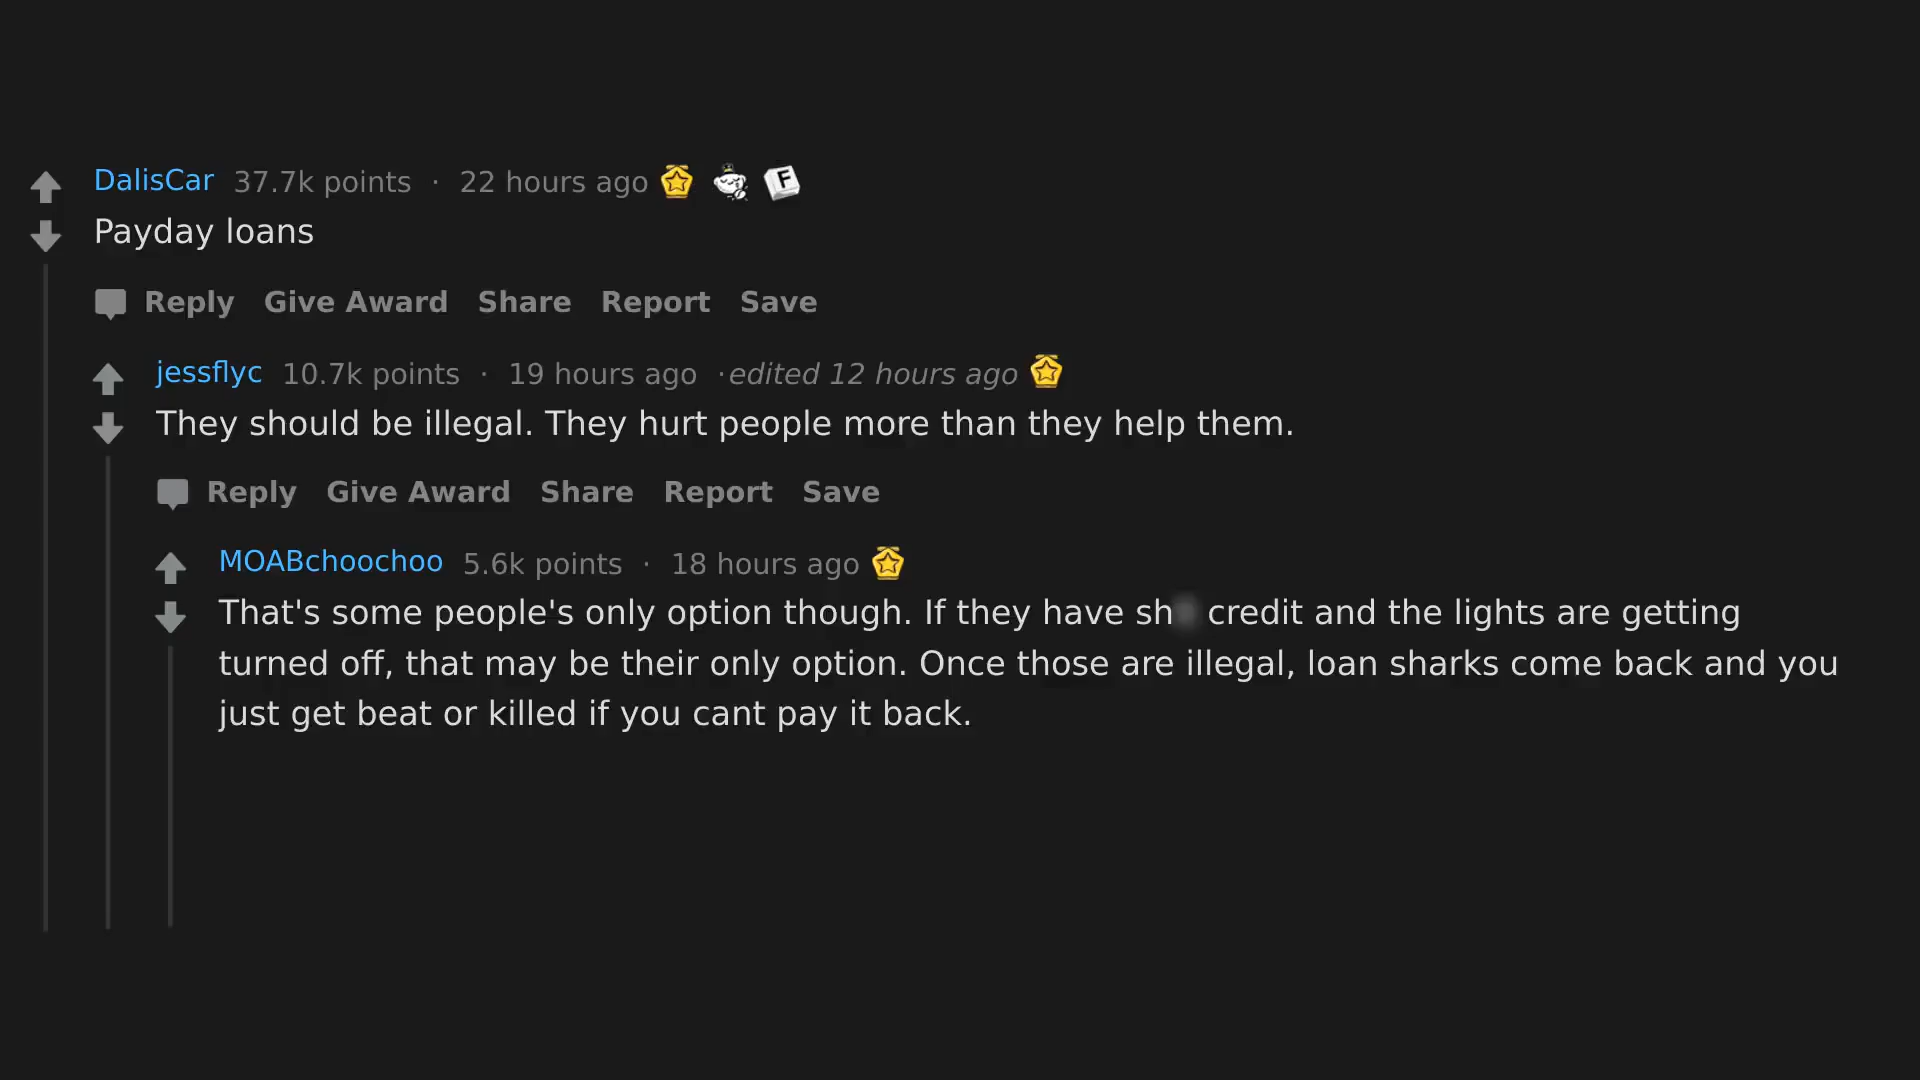 DalisCar 37.7k points · 22 hours ago F
Payday loans
Reply Give Award Share Report Save
jessflyc 10.7k points · 19 hours ago ·edited 12 hours ago
They should be illegal. They hurt people more than they help them.
Reply Give Award Share Report Save
MOABchoochoo 5.6k points · 18 hours ago
That's some people's only option though. If they have sh credit and the lights are getting
turned off, that may be their only option. Once those are illegal, loan sharks come back and you
just get beat or killed if you cant pay it back.